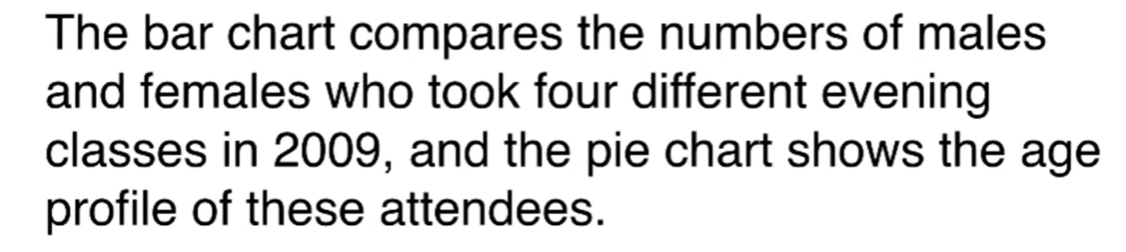 The bar chart compares the numbers of males
and females who took four different evening
classes in 2009, and the pie chart shows the age
profile of these attendees.